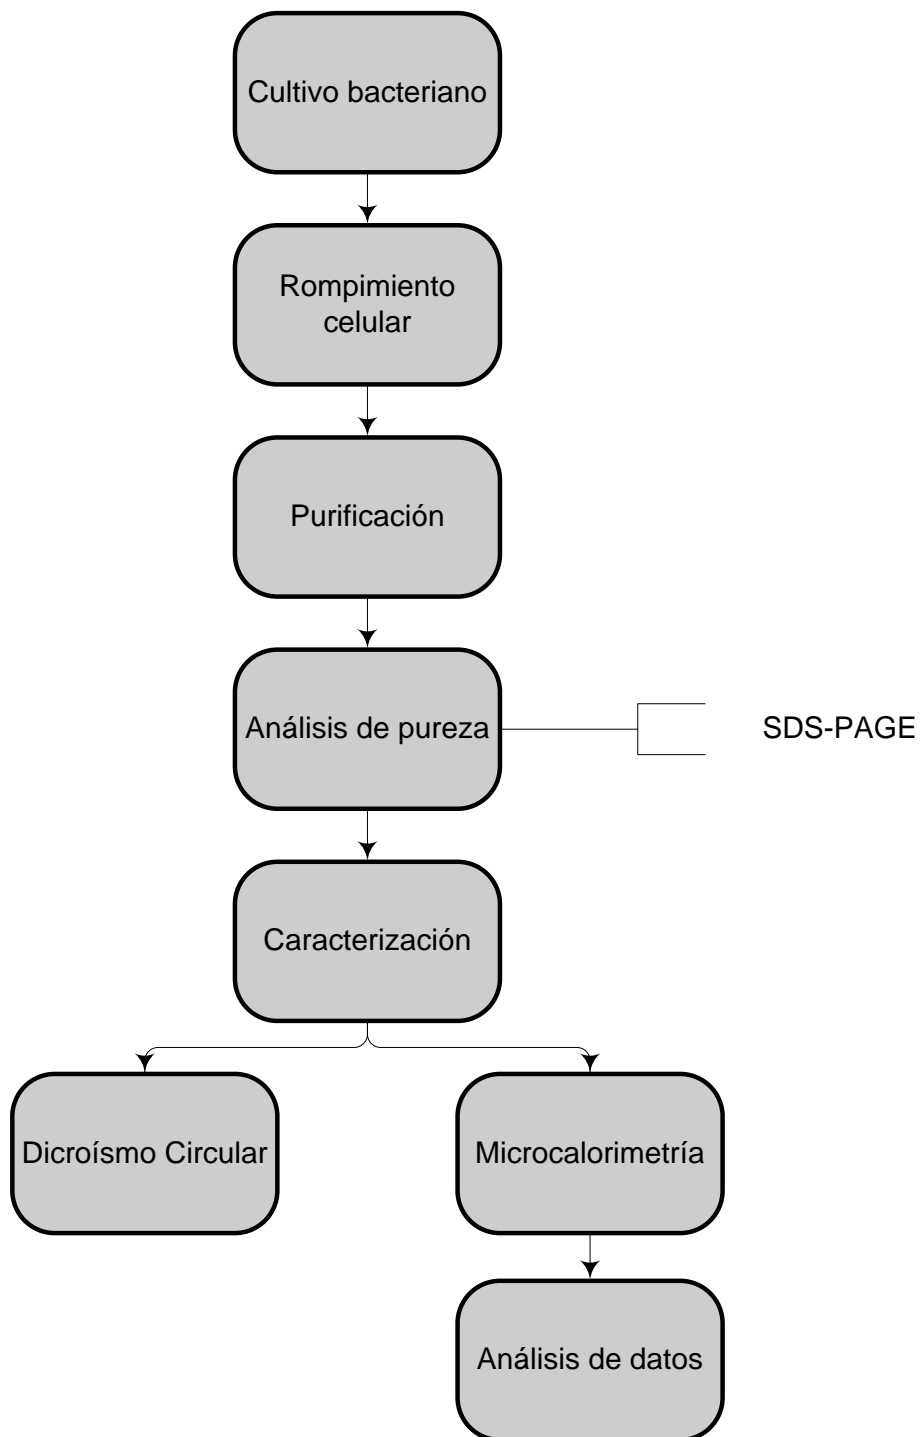 Cultivo bacteriano
Rompimiento
celular
Purificación
Análisis de pureza
SDS-PAGE
Caracterización
Dicroísmo Circular
Microcalorimetría
Análisis de datos